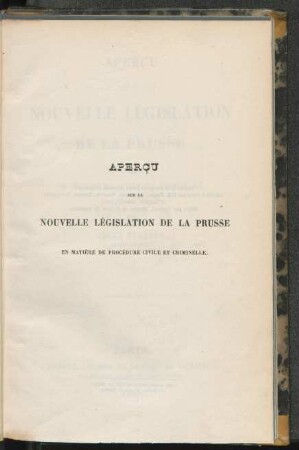 APERÇU
SUR LA
NOUVELLE LÉGISLATION DE LA PRUSSE
EN MATIÈRE DE PROCÉDURE CIVILE ET CRIMINELLE.